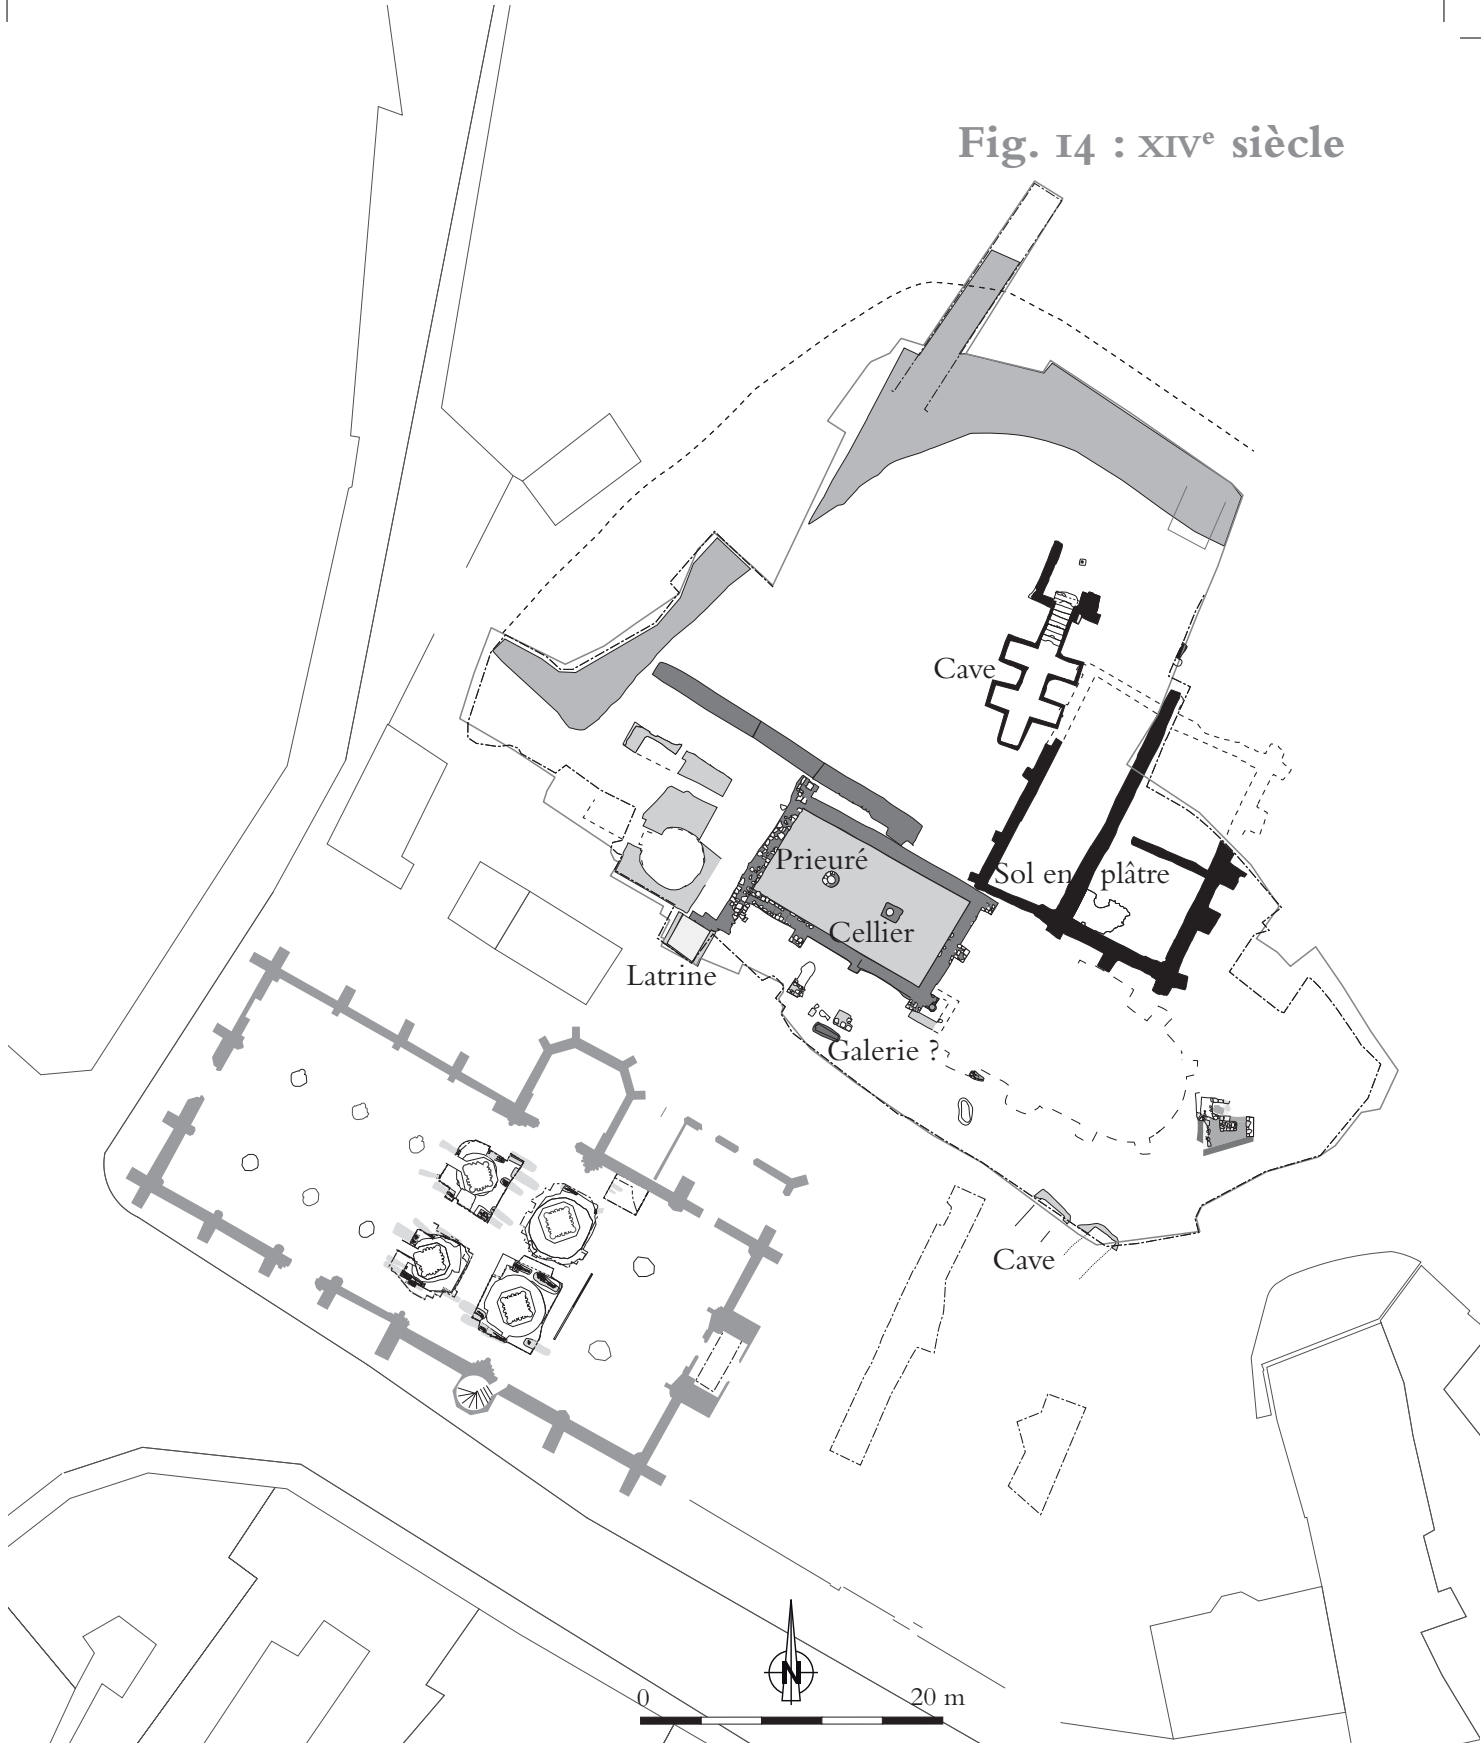 Fig. 14 : XIVe siècle
Cave
Prieuré
Sol en plâtre
Cellier
Latrine
Galerie ?
Cave
N
0 20 m